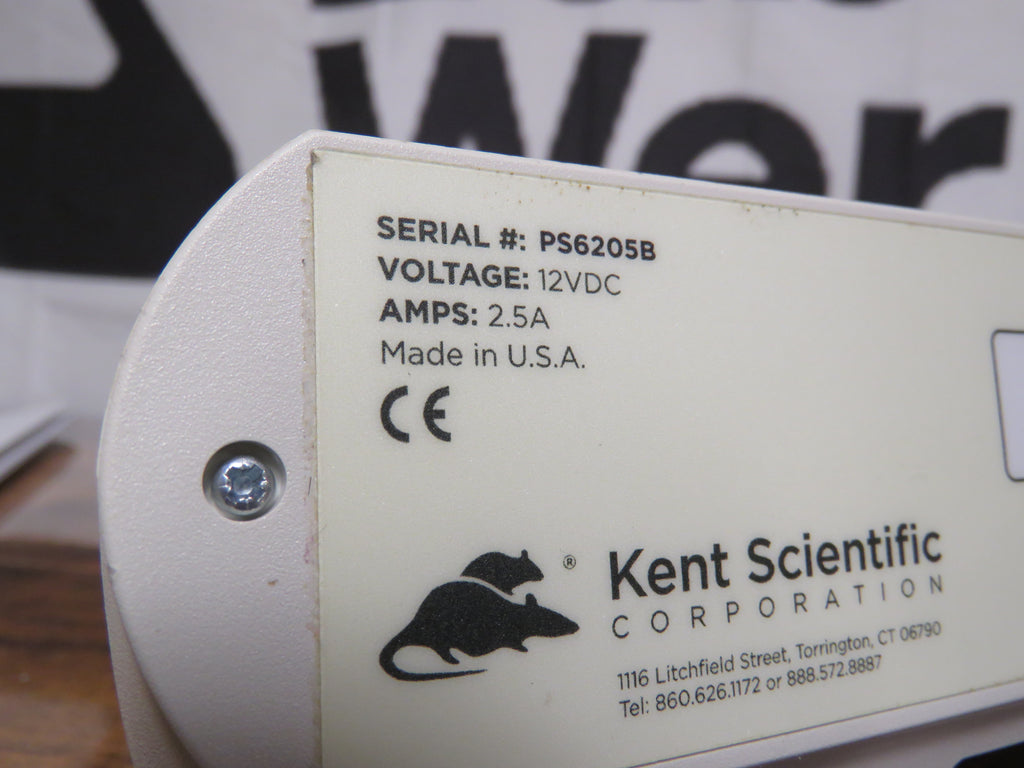 SERIAL #: PS6205B
VOLTAGE: 12VDC
AMPS: 2.5A
Made in U.S.A.
CE
®
Kent Scientific
CORPORATION
1116 Litchfield Street, Torrington, CT 06790
Tel: 860.626.1172 or 888.572.8887